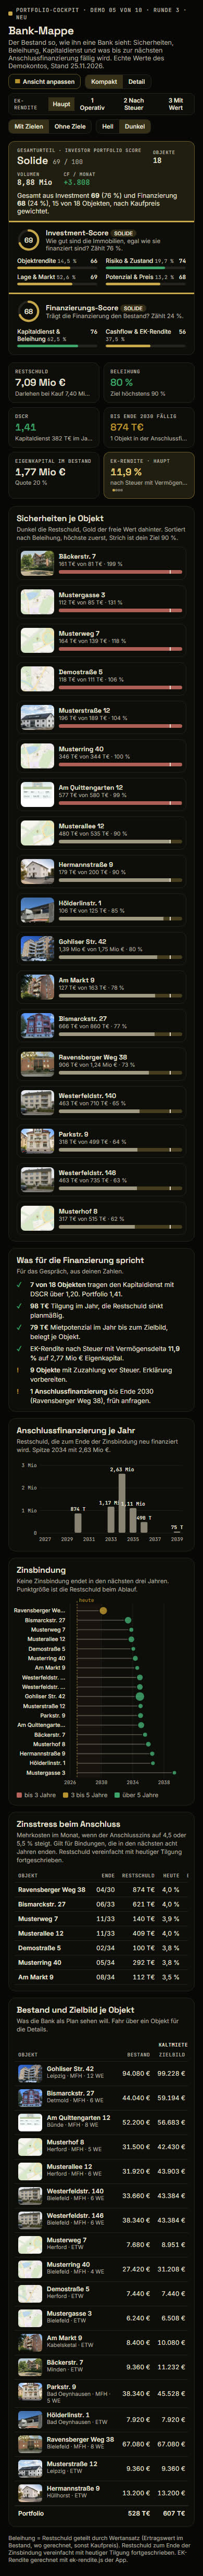 PORTFOLIO-COCKPIT · DEMO 05 VON 18 · RUNDE 3 · NEU
Bank-Mappe
Der Bestand so, wie ihn eine Bank sieht: Sicherheiten, Beleihung, Kapitaldienst und was bis zur nächsten Anschlussfinanzierung fällig wird. Echte Werte des Demokontos, Stand 25.11.2026.
Ansicht anpassen
Kompakt
Detail
EK-RENDITE
Haupt
1 Operativ
2 Nach Steuer
3 Mit Verm
Mit Zielen
Ohne Ziele
Hell
Dunkel
GESAMTURTEIL · INVESTOR PORTFOLIO SCORE
Solide 69 / 100
OBJEKTE
18
VOLUMEN
8,88 Mio
CF / MONAT
Gesamt aus Investment 69 (76 %) und Finanzierung 68 (24 %), 15 von 18 Objekten, nach Kaufpreis gewichtet.
69
Investment-Score SOLIDE
Wie gut sind die Immobilien, egal wie sie finanziert sind? Zählt 76 %.
Objektrendite 14,5 % 66
Risiko & Zustand 19,7 % 74
Lage & Markt 52,6 % 69
Potenzial & Preis 13,2 % 68
68
Finanzierungs-Score SOLIDE
Trägt die Finanzierung den Bestand? Zählt 24 %.
Kapitaldienst & Beleihung 62,5 % 76
Cashflow & EK-Rendite 37,5 % 56
RESTSCHULD
7,09 Mio €
Darlehen bei Kauf 7,40 Mi...
BELEIHUNG
80 %
Ziel höchstens 90 %
DSCR
1,41
Kapitaldienst 382 T€ im Ja...
BIS ENDE 2030 FÄLLIG
874 T€
1 Objekt in der Anschlussfi...
EIGENKAPITAL IM BESTAND
1,77 Mio €
Quote 20 %
EK-RENDITE · HAUPT
11,9 %
nach Steuer mit Vermögen...
Sicherheiten je Objekt
Dunkel die Restschuld, Gold der freie Wert dahinter. Sortiert nach Beleihung, höchste zuerst, Strich ist dein Ziel 90 %.
Bäckerstr. 7
161 T€ von 81 T€ · 199 %
Mustergasse 3
112 T€ von 85 T€ · 131 %
Musterweg 7
164 T€ von 139 T€ · 118 %
Demostraße 5
118 T€ von 111 T€ · 106 %
Musterstraße 12
196 T€ von 189 T€ · 104 %
Musterring 40
346 T€ von 344 T€ · 100 %
Am Quittengarten 12
577 T€ von 580 T€ · 99 %
Musterallee 12
480 T€ von 535 T€ · 90 %
Hermannstraße 9
179 T€ von 200 T€ · 90 %
Hölderlinstr. 1
106 T€ von 125 T€ · 85 %
Gohliser Str. 42
1,39 Mio € von 1,75 Mio € · 80 %
Am Markt 9
127 T€ von 163 T€ · 78 %
Bismarckstr. 27
666 T€ von 860 T€ · 77 %
Ravensberger Weg 38
906 T€ von 1,24 Mio € · 73 %
Westerfeldstr. 140
463 T€ von 710 T€ · 65 %
Parkstr. 9
318 T€ von 499 T€ · 64 %
Westerfeldstr. 146
463 T€ von 735 T€ · 63 %
Musterhof 8
317 T€ von 515 T€ · 62 %
Was für die Finanzierung spricht
Für das Gespräch, aus deinen Zahlen.
✓ 7 von 18 Objekten tragen den Kapitaldienst mit DSCR über 1,20. Portfolio 1,41.
✓ 98 T€ Tilgung im Jahr, die Restschuld sinkt planmäßig.
✓ 79 T€ Mietpotenzial im Jahr bis zum Zielbild, belegt je Objekt.
✓ EK-Rendite nach Steuer mit Vermögensdelta 11,9 % auf 2,77 Mio € Eigenkapital.
! 9 Objekte mit Zuzahlung vor Steuer. Erklärung vorbereiten.
! 1 Anschlussfinanzierung bis Ende 2030 (Ravensberger Weg 38), früh anfragen.
Anschlussfinanzierung je Jahr
Restschuld, die zum Ende der Zinsbindung neu finanziert wird. Spitze 2034 mit 2,63 Mio €.
3 Mio
2 Mio
1 Mio
0
874 T
2,63 Mio
1,11 Mio
498 T
75 T
2027 2029 2031 2033 2035 2037 2039
Zinsbindung
Keine Zinsbindung endet in den nächsten drei Jahren. Punktgröße ist die Restschuld beim Ablauf.
heute
Ravensberger We...
Bismarckstr. 27
Musterweg 7
Musterallee 12
Demostraße 5
Musterring 40
Am Markt 9
Westerfeldstr. ...
Westerfeldstr. ...
Gohliser Str. 42
Musterstraße 12
Parkstr. 9
Am Quittengarte...
Bäckerstr. 7
Musterhof 8
Hermannstraße 9
Hölderlinstr. 1
Mustergasse 3
2026 2030 2034 2038
bis 3 Jahre
3 bis 5 Jahre
über 5 Jahre
Zinsstress beim Anschluss
Mehrkosten im Monat, wenn der Anschlusszins auf 4,5 oder 5,5 % steigt. Gilt für Bindungen, die in den nächsten acht Jahren enden. Restschuld vereinfacht mit heutiger Tilgung fortgeschrieben.
OBJEKT ENDE RESTSCHULD HEUTE
Ravensberger Weg 38 04/30 874 T€ 4,0 %
Bismarckstr. 27 06/33 621 T€ 4,0 %
Musterweg 7 11/33 140 T€ 3,9 %
Musterallee 12 11/33 409 T€ 4,0 %
Demostraße 5 02/34 100 T€ 3,8 %
Musterring 40 05/34 292 T€ 3,8 %
Am Markt 9 08/34 112 T€ 3,5 %
Bestand und Zielbild je Objekt
Was die Bank als Plan sehen will. Fahr über ein Objekt für die Details.
KALTMIETE
OBJEKT BESTAND ZIELBILD
Gohliser Str. 42 94.080 € 99.228 €
Leipzig · MFH · 12 WE
Bismarckstr. 27 44.040 € 59.194 €
Detmold · MFH · 6 WE
Am Quittengarten 12 52.200 € 56.683 €
Bünde · MFH · 8 WE
Musterhof 8 31.500 € 42.430 €
Herford · MFH · 5 WE
Musterallee 12 31.920 € 43.903 €
Herford · MFH · 6 WE
Westerfeldstr. 140 33.660 € 43.384 €
Bielefeld · MFH · 6 WE
Westerfeldstr. 146 38.340 € 43.384 €
Bielefeld · MFH · 6 WE
Musterweg 7 7.680 € 8.951 €
Herford · ETW
Musterring 40 27.420 € 31.208 €
Bielefeld · MFH · 4 WE
Demostraße 5 7.440 € 7.440 €
Herford · ETW
Mustergasse 3 6.240 € 6.508 €
Bielefeld · ETW
Am Markt 9 8.400 € 10.080 €
Kabelsketal · ETW
Bäckerstr. 7 9.360 € 11.232 €
Minden · ETW
Parkstr. 9 38.340 € 45.528 €
Bad Oeynhausen · MFH · 5 WE
Hölderlinstr. 1 7.920 € 7.920 €
Bad Oeynhausen · ETW
Ravensberger Weg 38 67.080 € 67.080 €
Bielefeld · MFH · 8 WE
Musterstraße 12 9.360 € 9.360 €
Leipzig · ETW
Hermannstraße 9 13.200 € 13.200 €
Hüllhorst · ETW
Portfolio 528 T€ 607 T€
Beleihung = Restschuld geteilt durch Wertansatz (Ertragswert im Bestand, wo gerechnet, sonst Kaufpreis). Restschuld zum Ende der Zinsbindung vereinfacht mit heutiger Tilgung fortgeschrieben. EK-Rendite gerechnet mit ek-rendite.js der App.